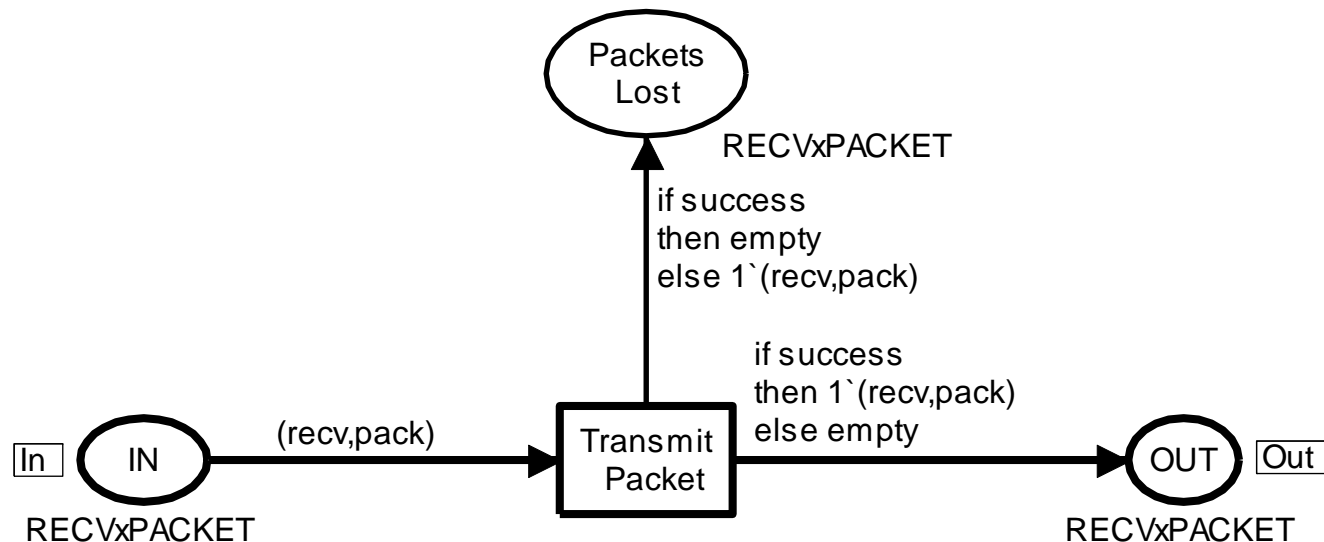 Packets
Lost
RECVxPACKET
if success
then empty
else 1`(recv,pack)
if success
then 1`(recv,pack)
else empty
(recv,pack)
In
IN
Transmit
Packet
OUT
Out
RECVxPACKET
RECVxPACKET